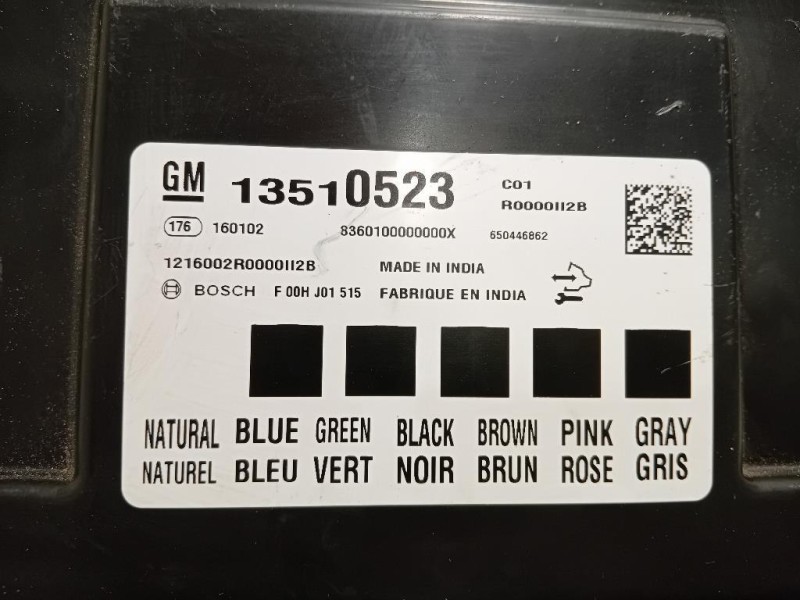 GM 13510523 C01
R0000II2B
176 160102 8360100000000X 650446862
1216002R0000II2B MADE IN INDIA
BOSCH F 00H J01 515 FABRIQUE EN INDIA
NATURAL BLUE GREEN BLACK BROWN PINK GRAY
NATUREL BLEU VERT NOIR BRUN ROSE GRIS